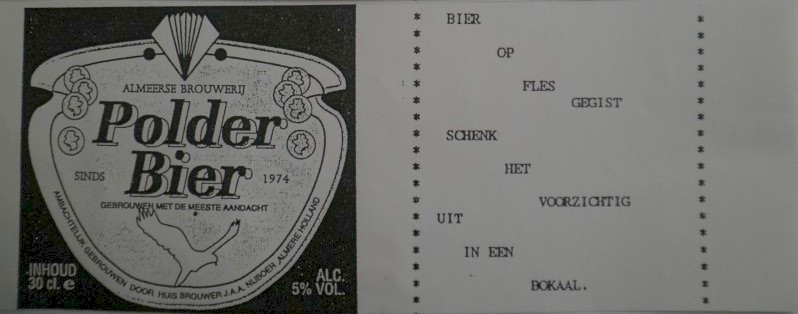 ALMEERSE BROUWERIJ
Polder
Bier
SINDS 1974
GEBROUWEN MET DE MEESTE AANDACHT
AMBACHTELIJK GEBROUWEN DOOR HUIS BROUWER J.A.A. NIJBOER, ALMERE HOLLAND
INHOUD
30 cl. e
ALC.
5% VOL.
* BIER *
* OP *
* FLES *
* GEGIST *
* SCHENK *
* HET *
* VOORZICHTIG *
* UIT *
* IN EEN *
* BOKAAL. *